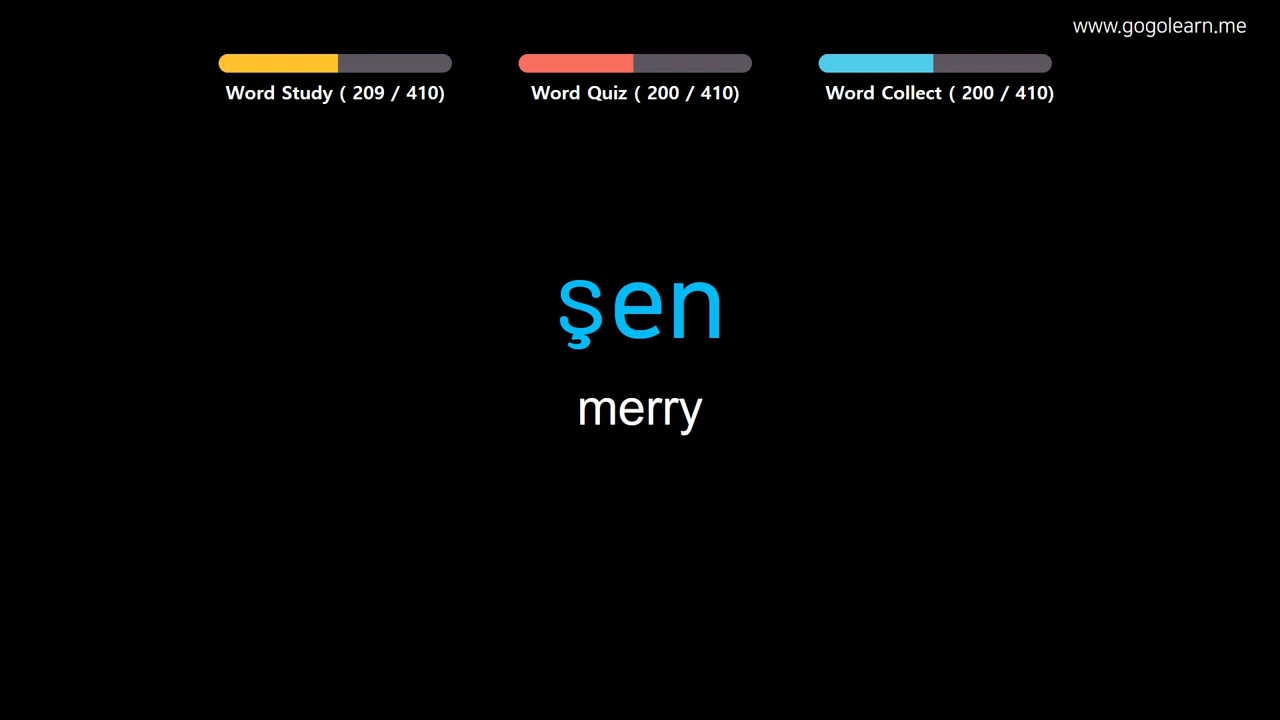 www.gogolearn.me
Word Study ( 209 / 410)
Word Quiz ( 200 / 410)
Word Collect ( 200 / 410)
şen
merry